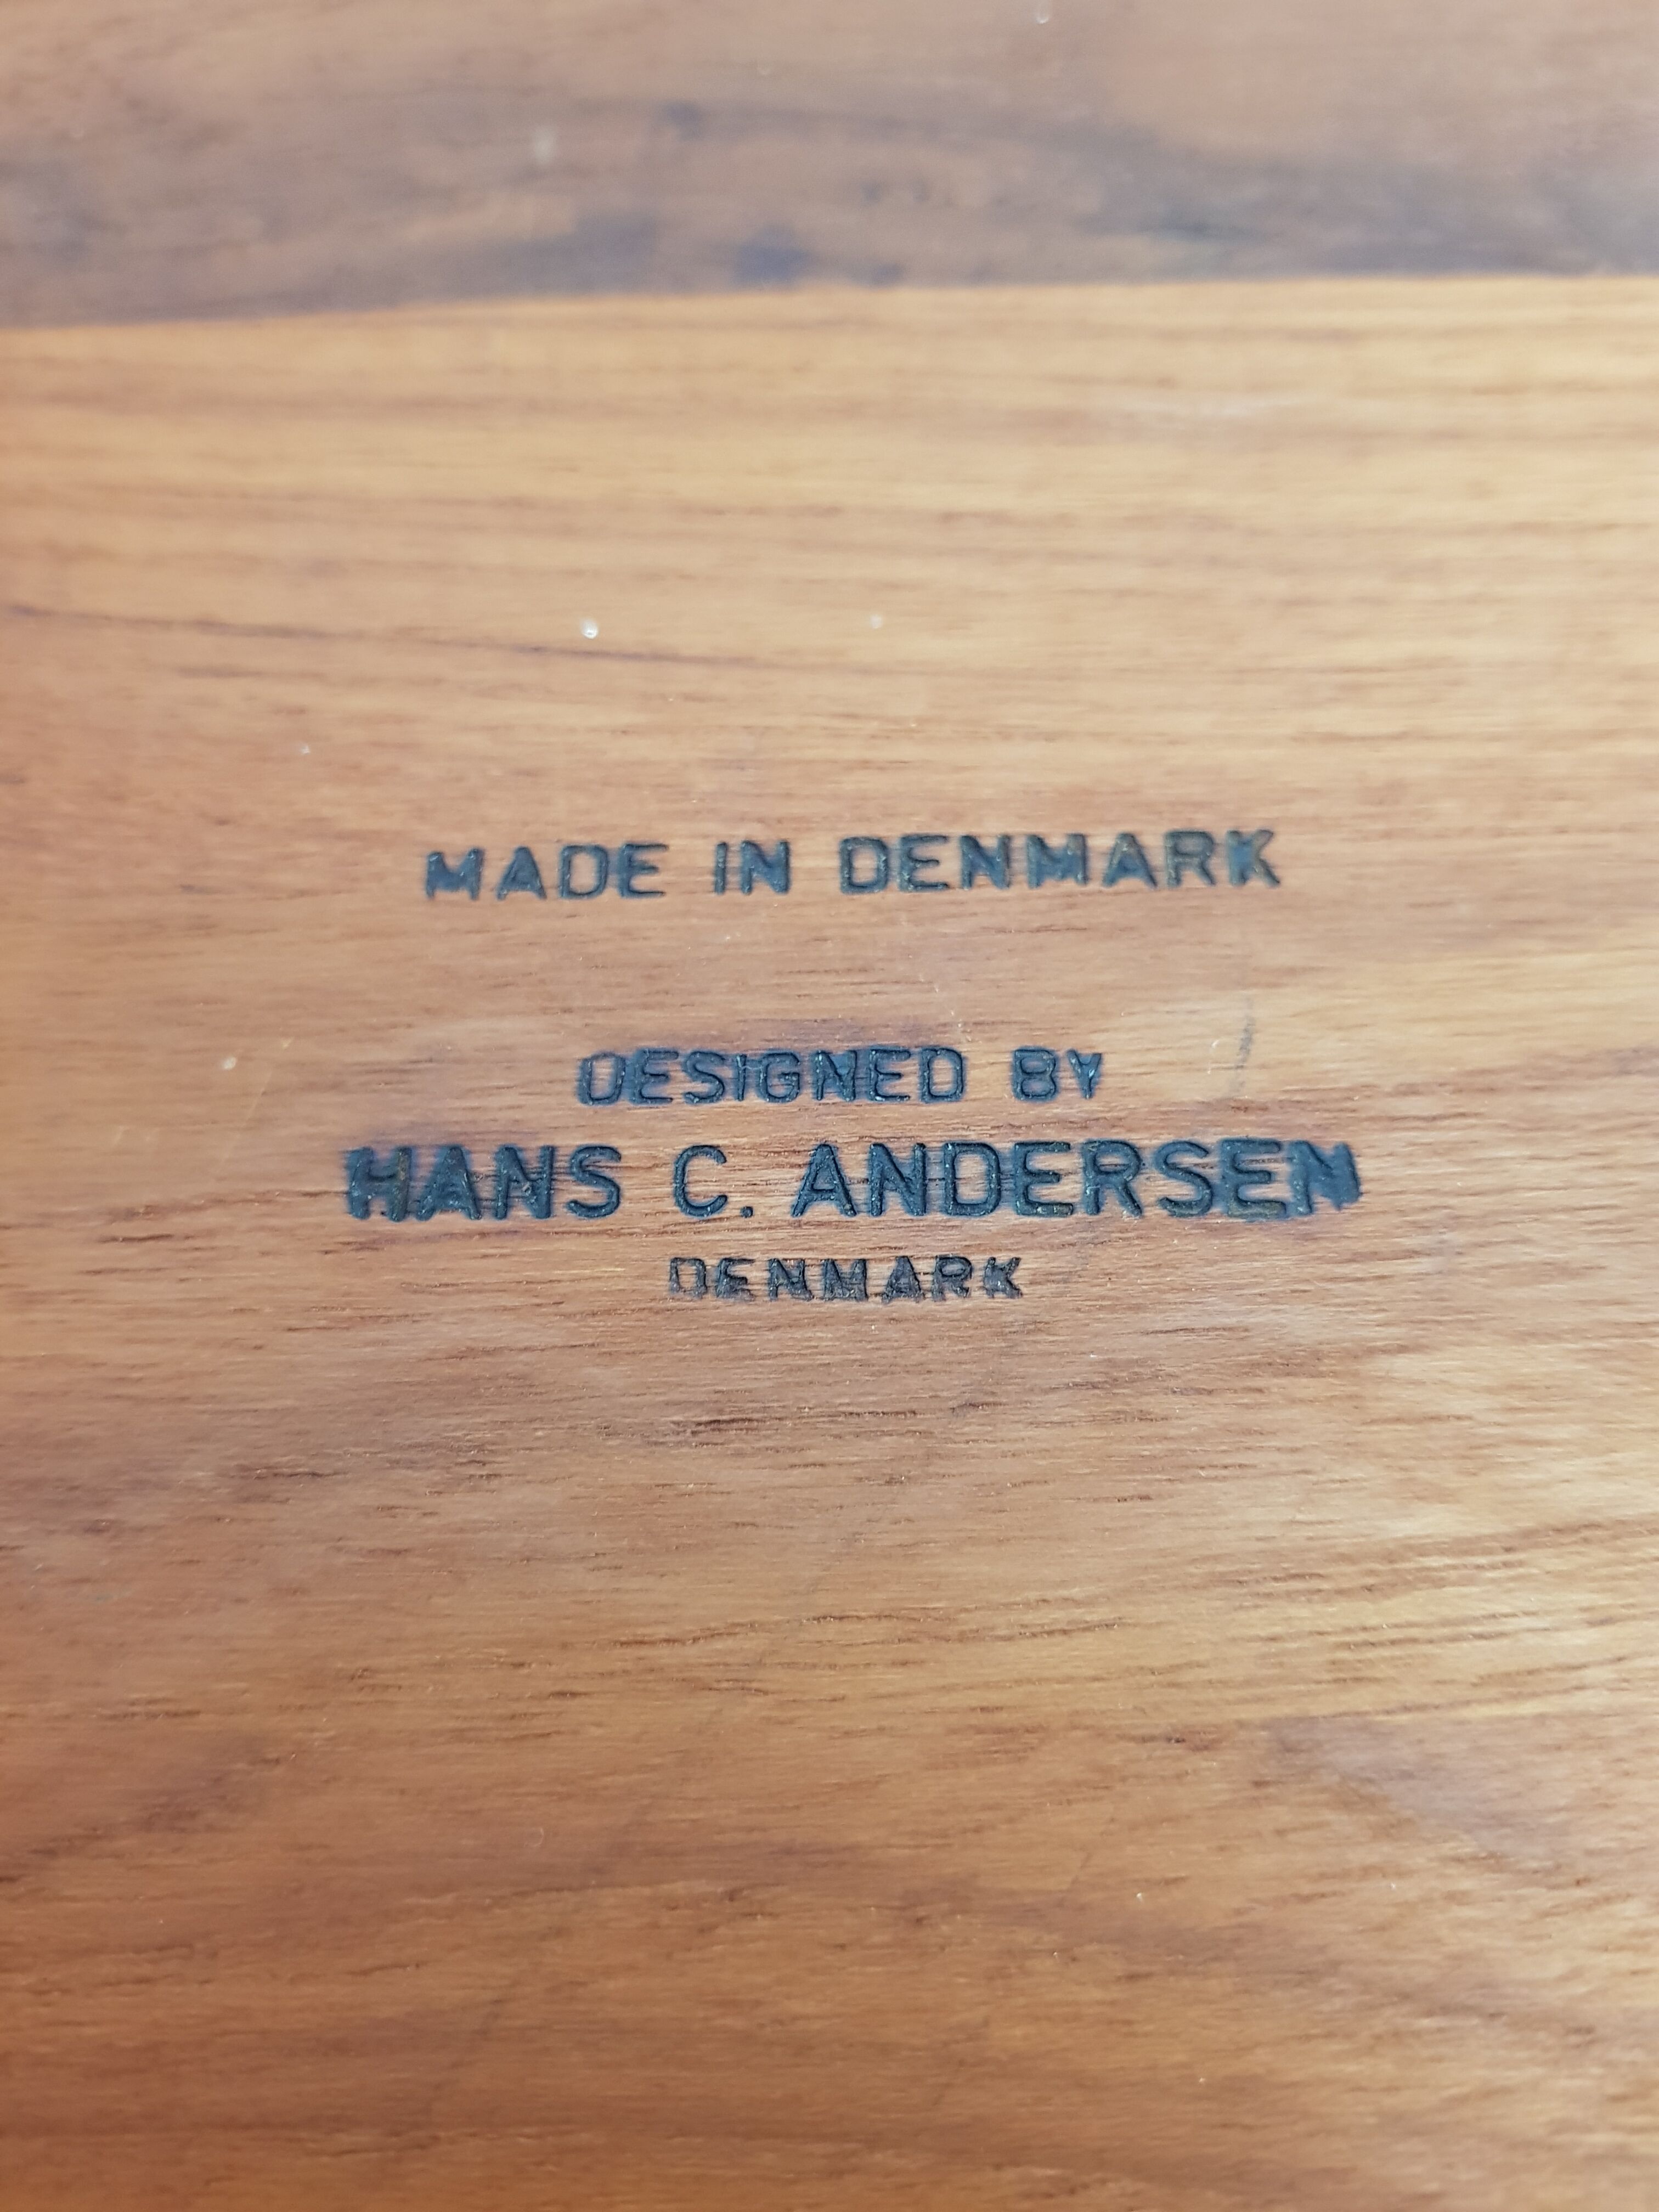 MADE IN DENMARK
DESIGNED BY
HANS C. ANDERSEN
DENMARK